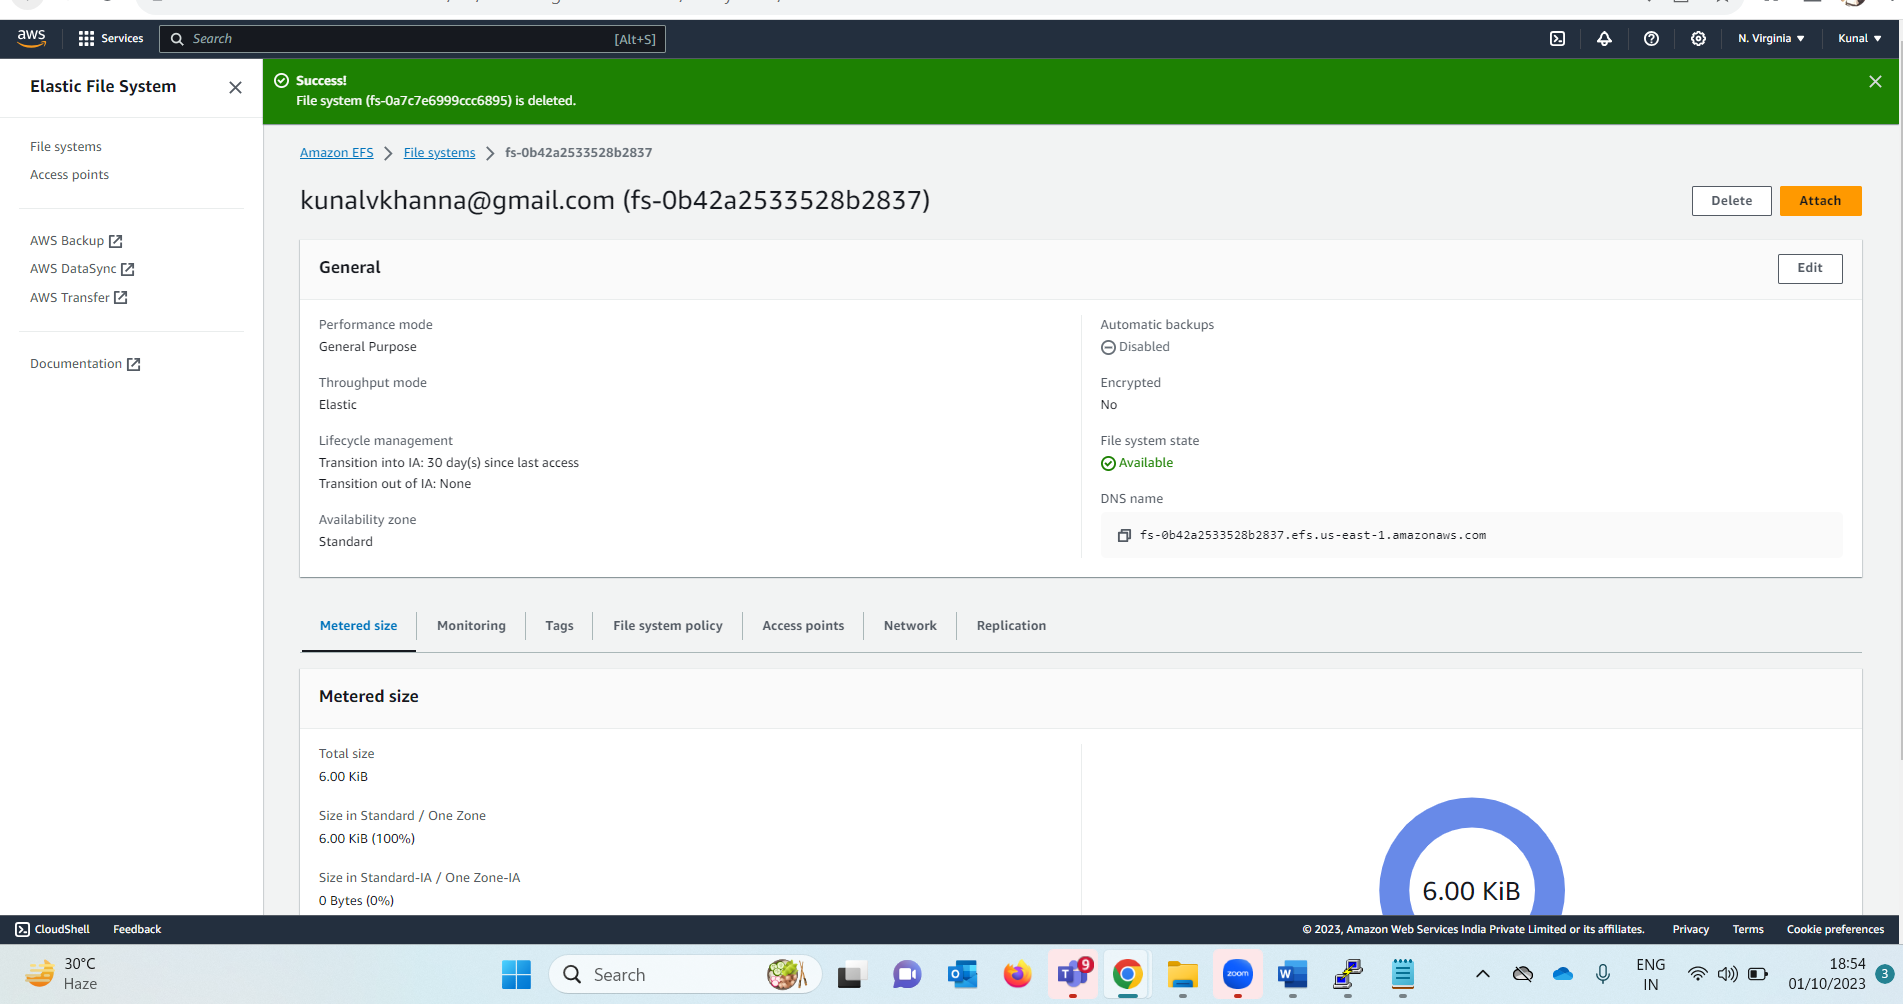 aws
Services
Search
[Alt+S]
N. Virginia
Kunal
Elastic File System
File systems
Access points
AWS Backup
AWS DataSync
AWS Transfer
Documentation
Success!
File system (fs-0a7c7e6999ccc6895) is deleted.
Amazon EFS
File systems
fs-0b42a2533528b2837
kunalvkhanna@gmail.com (fs-0b42a2533528b2837)
Delete
Attach
General
Edit
Performance mode
General Purpose
Throughput mode
Elastic
Lifecycle management
Transition into IA: 30 day(s) since last access
Transition out of IA: None
Availability zone
Standard
Automatic backups
Disabled
Encrypted
No
File system state
Available
DNS name
fs-0b42a2533528b2837.efs.us-east-1.amazonaws.com
Metered size
Monitoring
Tags
File system policy
Access points
Network
Replication
Metered size
Total size
6.00 KiB
Size in Standard / One Zone
6.00 KiB (100%)
Size in Standard-IA / One Zone-IA
0 Bytes (0%)
6.00 KiB
CloudShell
Feedback
© 2023, Amazon Web Services India Private Limited or its affiliates.
Privacy
Terms
Cookie preferences
30°C
Haze
Search
9
zoom
ENG
IN
18:54
01/10/2023
3